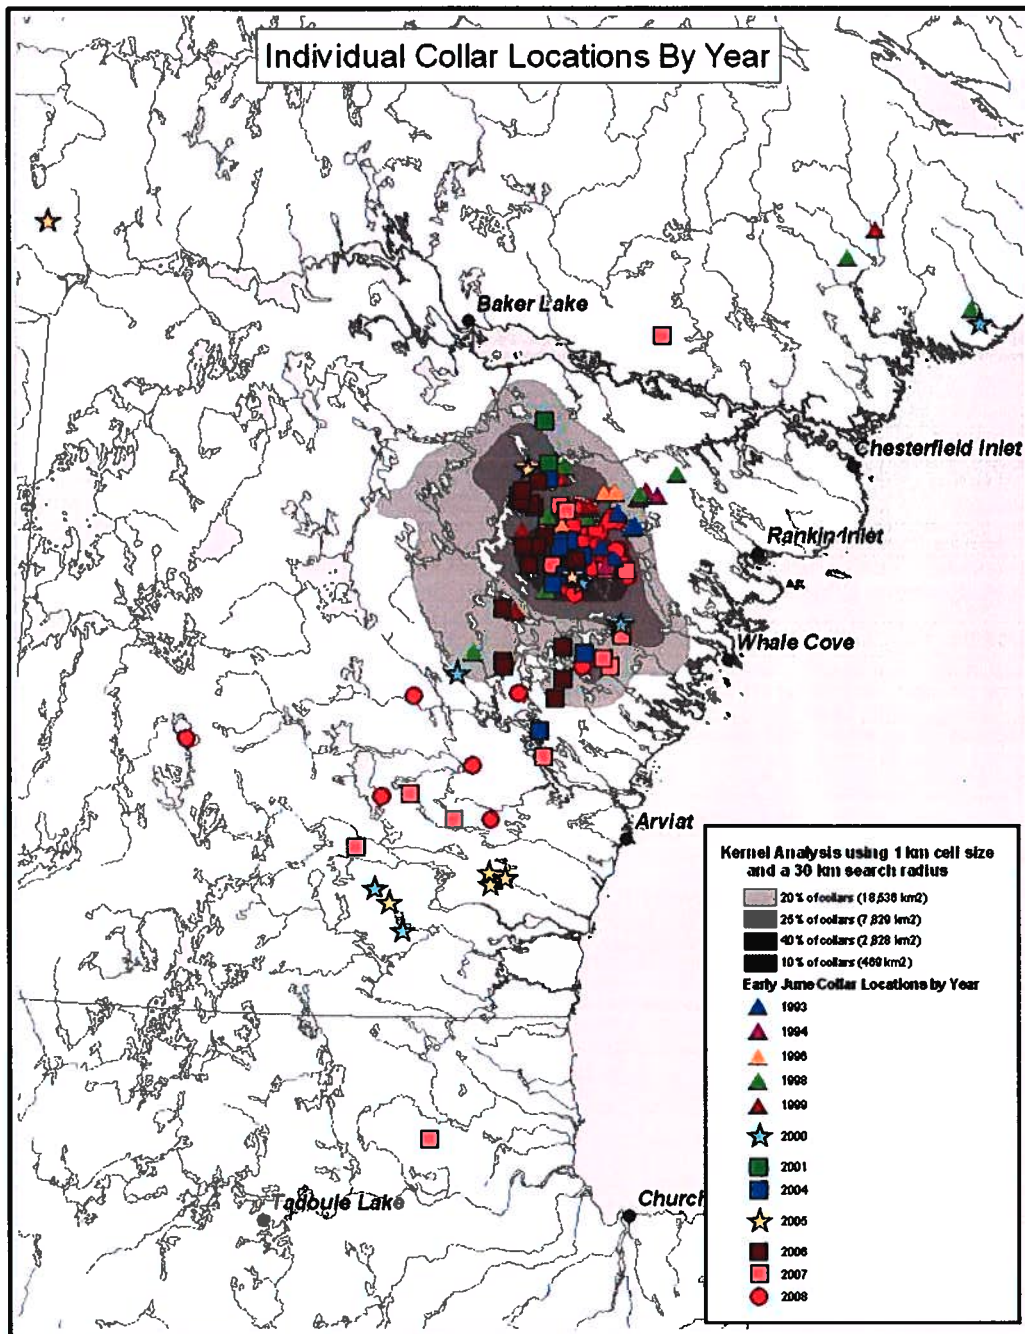 Individual Collar Locations By Year
Baker Lake
Chesterfield Inlet
Rankin Inlet
Whale Cove
Arviat
Kernel Analysis using 1 km cell size
and a 30 km search radius
20% of collars (18,636 km2)
25% of collars (7,829 km2)
40% of collars (2,828 km2)
10% of collars (469 km2)
Early June Collar Locations by Year
1993
1994
1996
1998
1999
2000
2001
2004
2005
2006
2007
2008
Tadoule Lake
Church